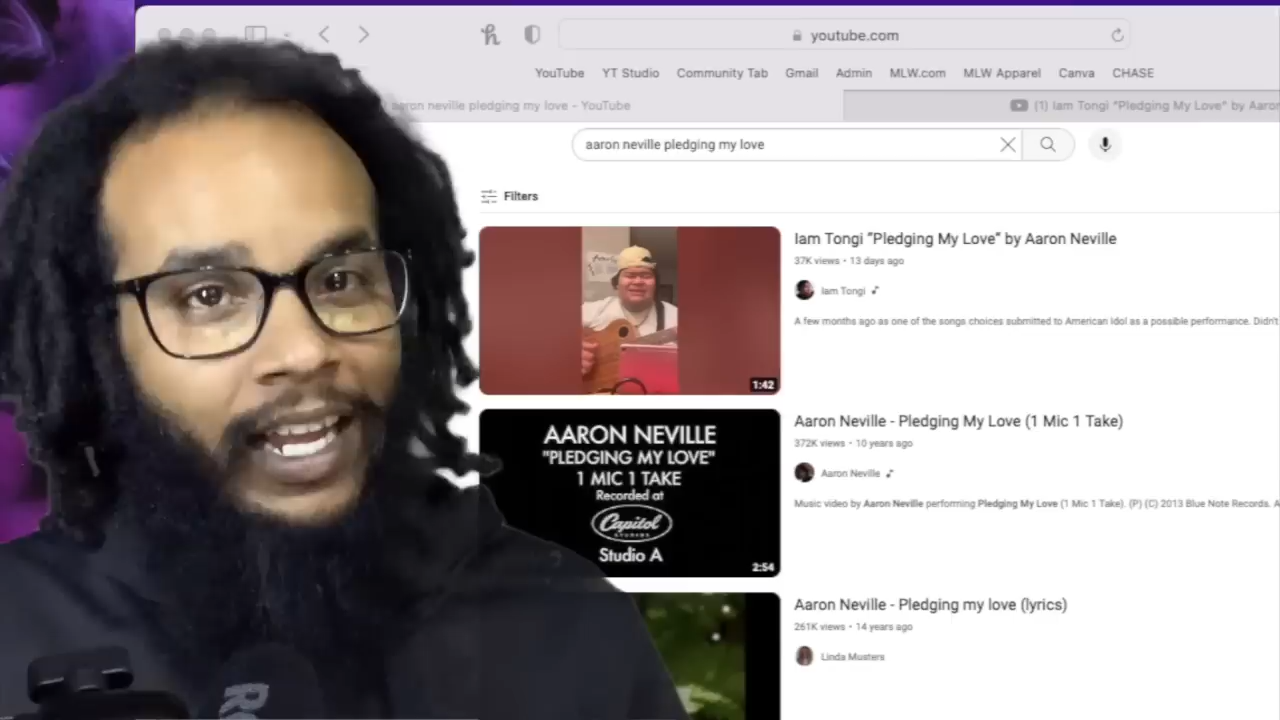 youtube.com
YouTube YT Studio Community Tab Gmail Admin MLW.com MLW Apparel Canva CHASE
aaron neville pledging my love - YouTube
(1) Iam Tongi "Pledging My Love" by Aaron
aaron neville pledging my love
Filters
Iam Tongi "Pledging My Love" by Aaron Neville
37K views • 13 days ago
Iam Tongi
A few months ago as one of the songs choices submitted to American Idol as a possible performance. Didn't
1:42
AARON NEVILLE
"PLEDGING MY LOVE"
1 MIC 1 TAKE
Recorded at
Capitol
STUDIOS
Studio A
2:54
Aaron Neville - Pledging My Love (1 Mic 1 Take)
372K views • 10 years ago
Aaron Neville
Music video by Aaron Neville performing Pledging My Love (1 Mic 1 Take). (P) (C) 2013 Blue Note Records. A
Aaron Neville - Pledging my love (lyrics)
261K views • 14 years ago
Linda Musters